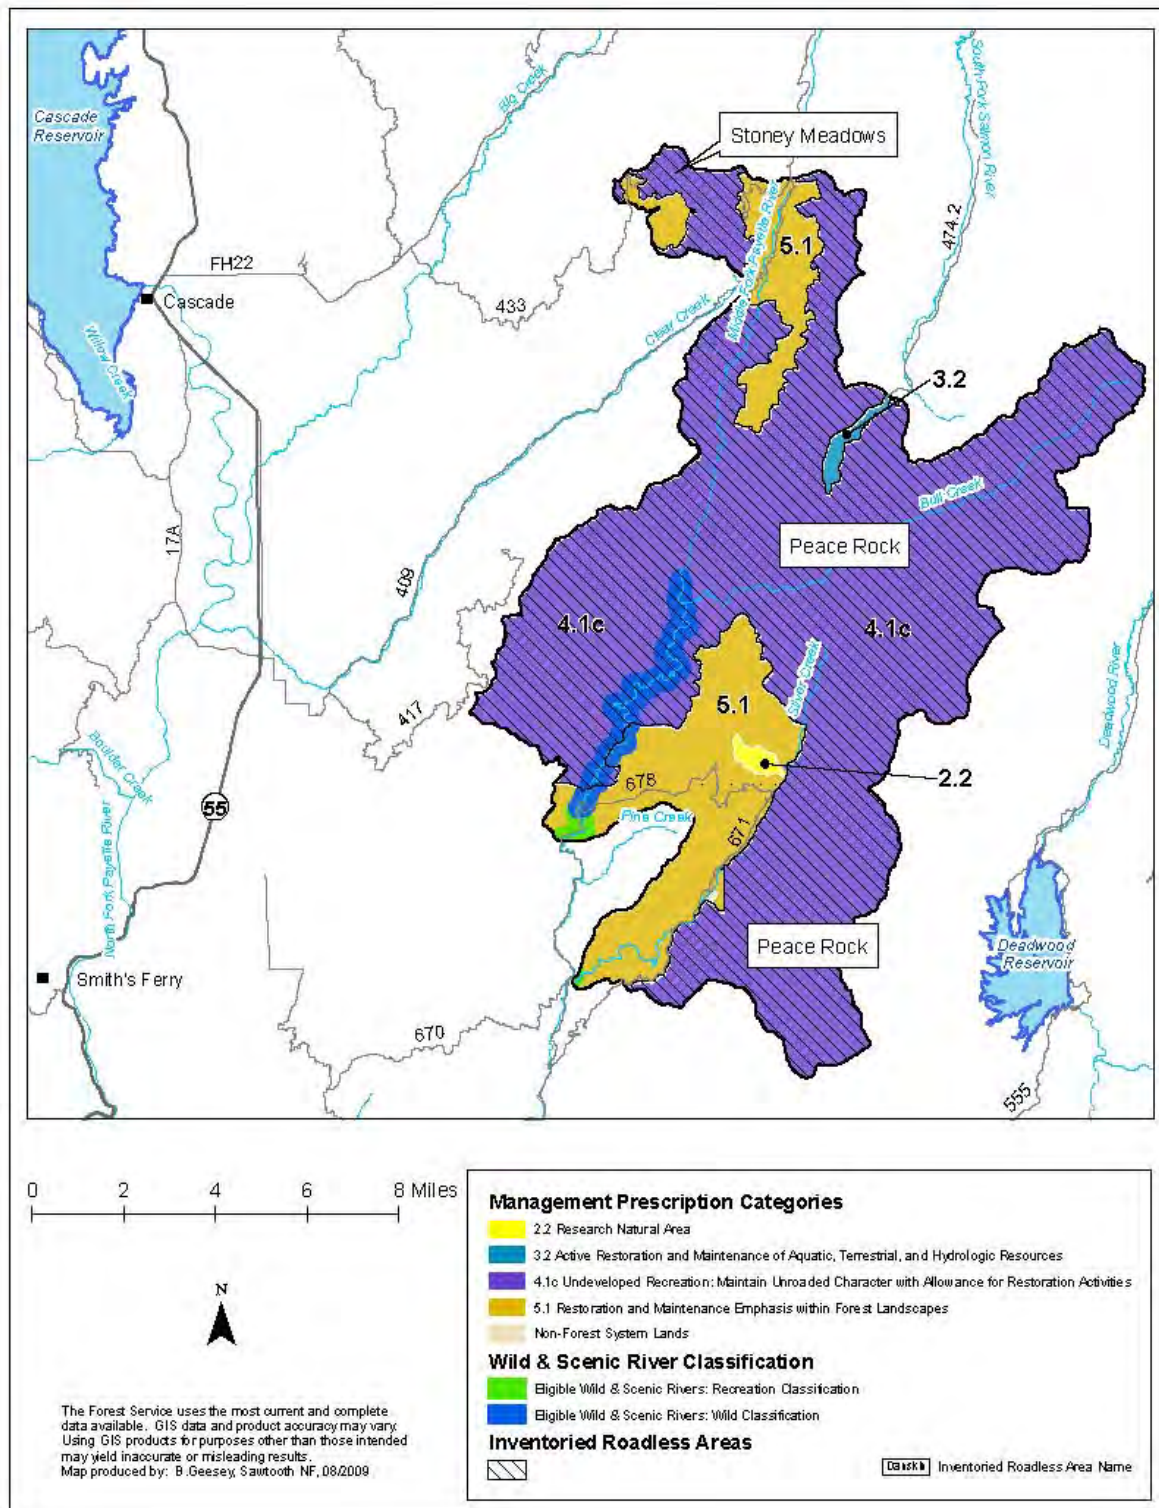 Cascade
Reservoir
Big Creek
South Fork Salmon River
Stoney Meadows
474.2
Middle Fork Payette River
5.1
FH22
Cascade
433
Clear Creek
Willow Creek
3.2
Bull Creek
17A
Peace Rock
409
4.1c
4.1c
Silver Creek
Deadwood River
417
5.1
Boulder Creek
678
2.2
55
Pine Creek
671
North Fork Payette River
Peace Rock
Deadwood
Reservoir
Smith's Ferry
670
555
0 2 4 6 8 Miles
N
The Forest Service uses the most current and complete
data available. GIS data and product accuracy may vary.
Using GIS products for purposes other than those intended
may yield inaccurate or misleading results.
Map produced by: B.Geesey, Sawtooth NF, 08/2009
Management Prescription Categories
2.2 Research Natural Area
3.2 Active Restoration and Maintenance of Aquatic, Terrestrial, and Hydrologic Resources
4.1c Undeveloped Recreation: Maintain Unroaded Character with Allowance for Restoration Activities
5.1 Restoration and Maintenance Emphasis within Forest Landscapes
Non-Forest System Lands
Wild & Scenic River Classification
Eligible Wild & Scenic Rivers: Recreation Classification
Eligible Wild & Scenic Rivers: Wild Classification
Inventoried Roadless Areas
Inventoried Roadless Area Name